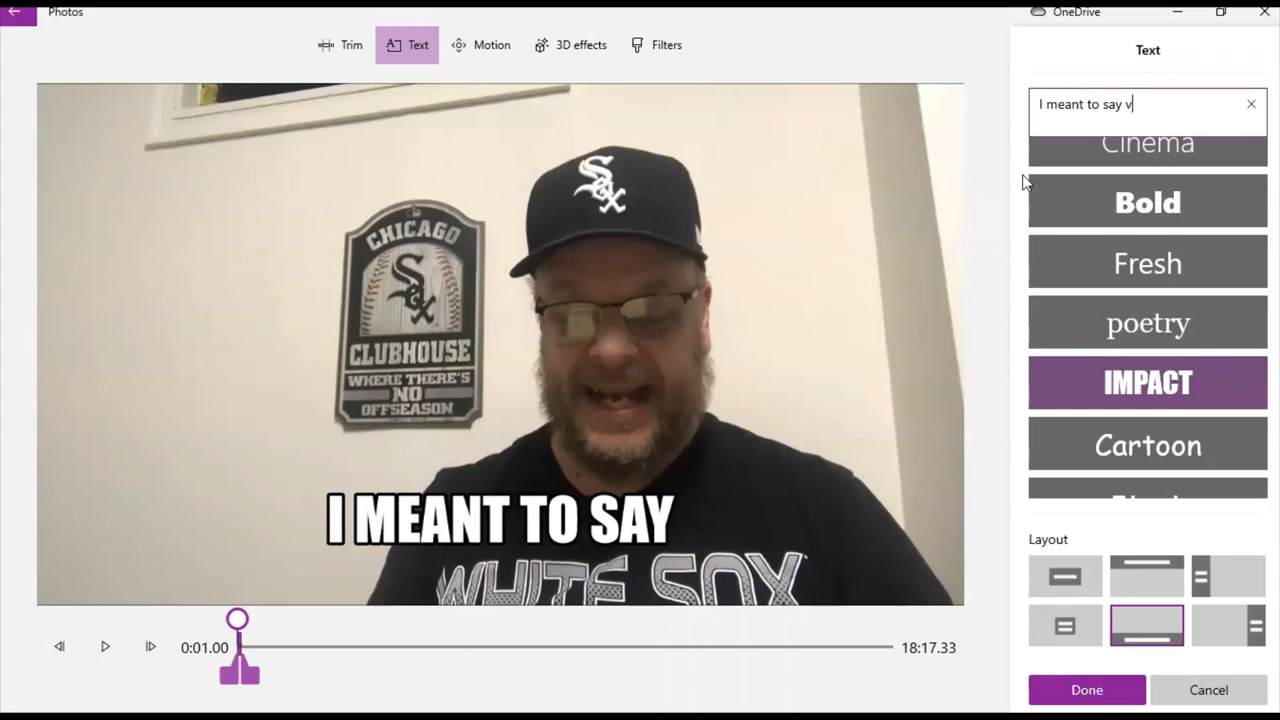 Photos
OneDrive
Trim
Text
Motion
3D effects
Filters
Text
I meant to say v
Cinema
Bold
Fresh
poetry
IMPACT
Cartoon
Sox
CHICAGO
Sox
CLUBHOUSE
WHERE THERE'S
NO
OFFSEASON
I MEANT TO SAY
WHITE SOX
Layout
0:01.00
18:17.33
Done
Cancel